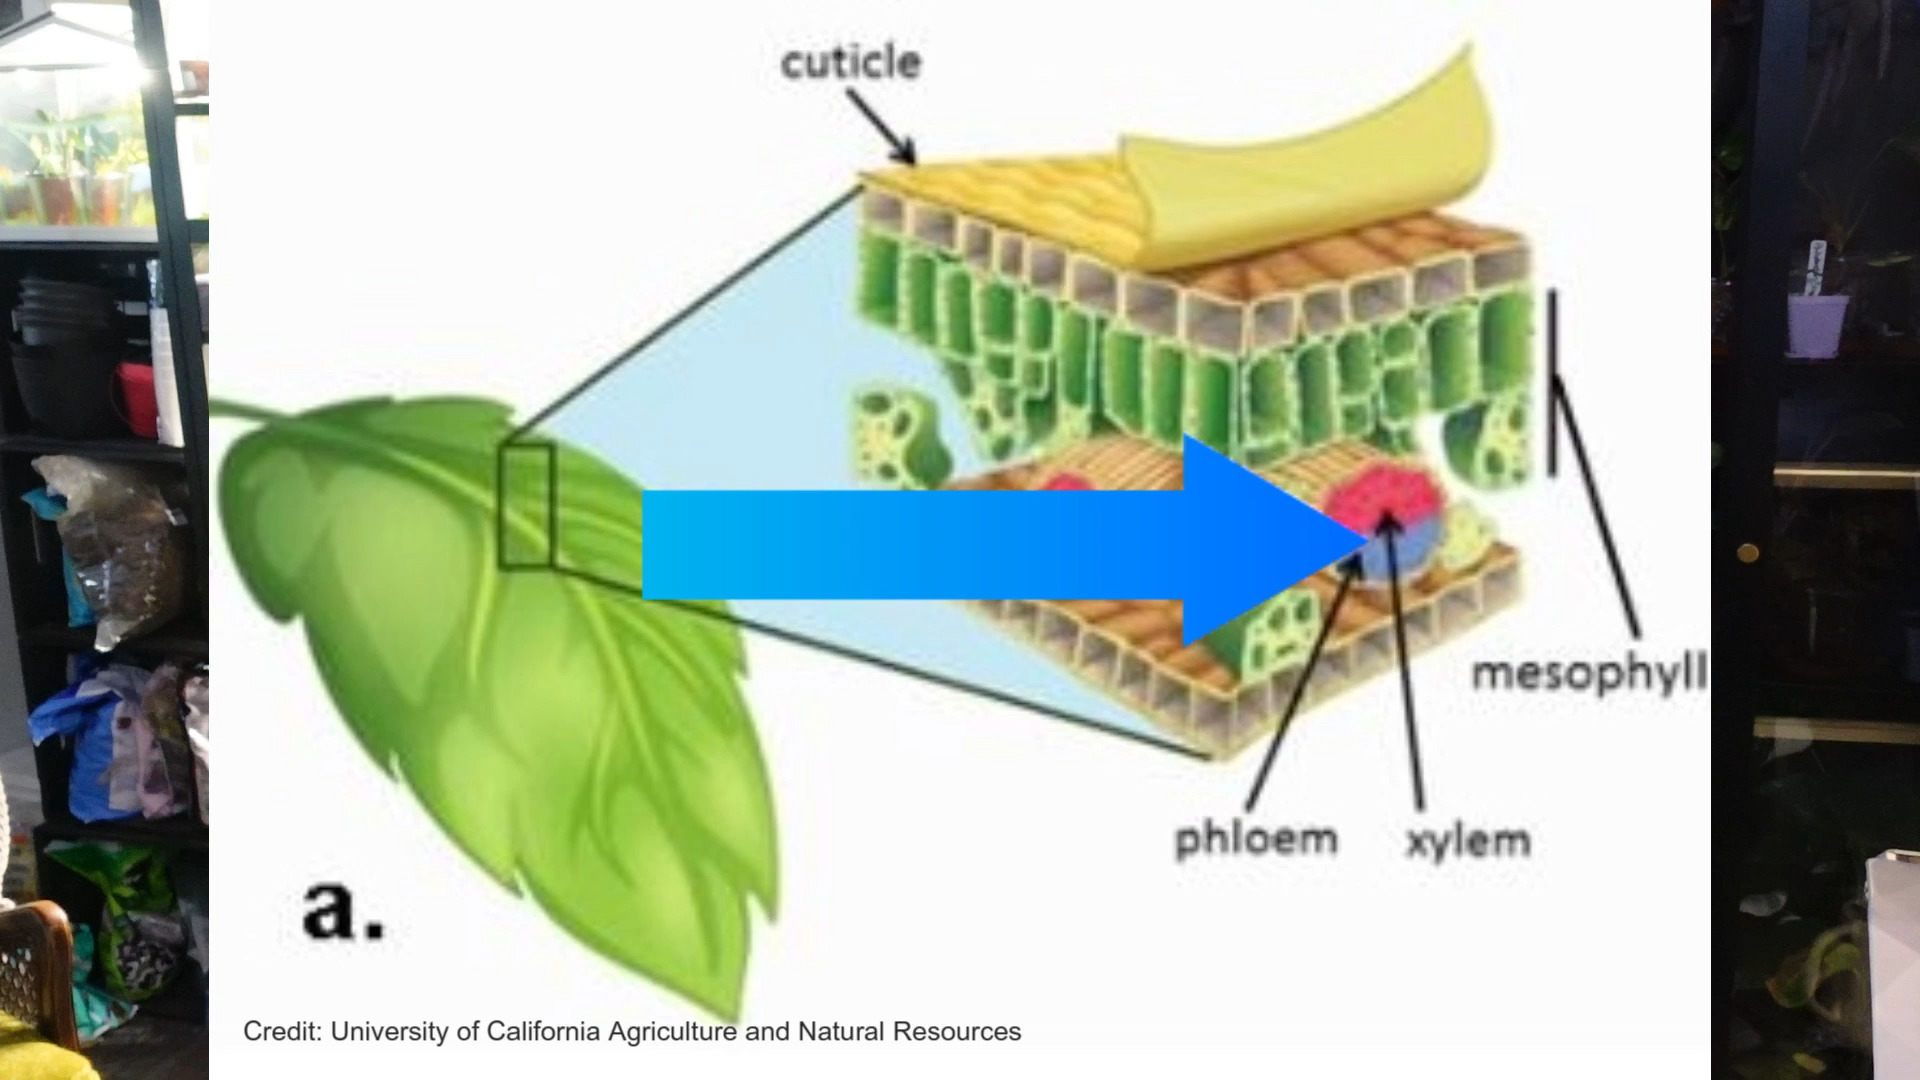 cuticle
mesophyll
phloem
xylem
a.
Credit: University of California Agriculture and Natural Resources